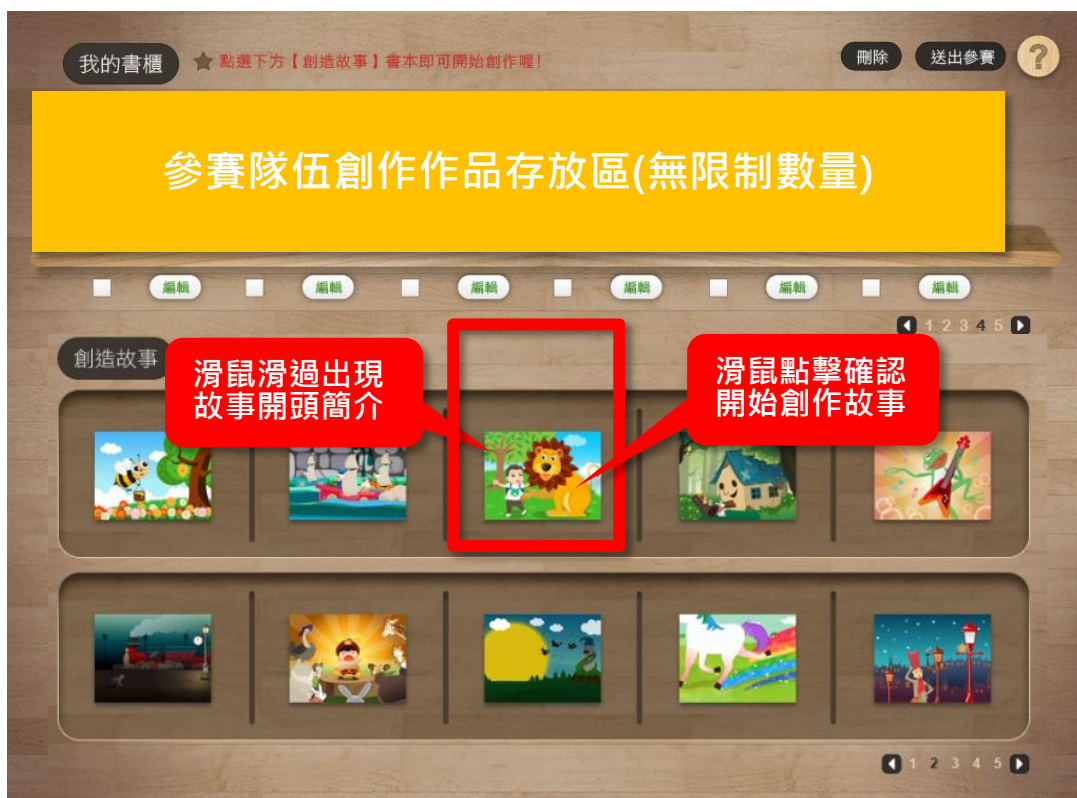 我的書櫃
點選下方【創造故事】書本即可開始創作喔!
刪除
送出參賽
?
參賽隊伍創作作品存放區(無限制數量)
編輯
編輯
編輯
編輯
編輯
編輯
1 2 3 4 5
創造故事
滑鼠滑過出現
故事開頭簡介
滑鼠點擊確認
開始創作故事
1 2 3 4 5